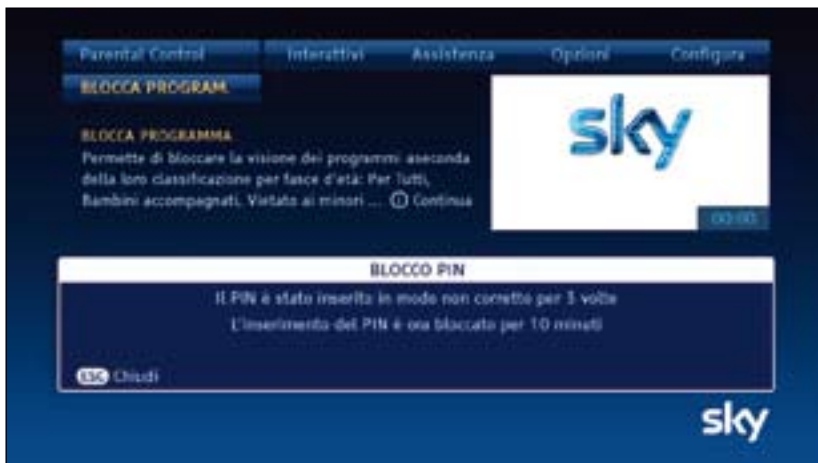 Parental Control Interattivi Assistenza Opzioni Configura
BLOCCA PROGRAM.
sky
BLOCCA PROGRAMMA
Permette di bloccare la visione dei programmi aseconda
della loro classificazione per fasce d'età: Per Tutti,
Bambini accompagnati, Vietato ai minori ... i Continua
00:00
BLOCCO PIN
Il PIN è stato inserito in modo non corretto per 3 volte
L'inserimento del PIN è ora bloccato per 10 minuti
ESC Chiudi
sky